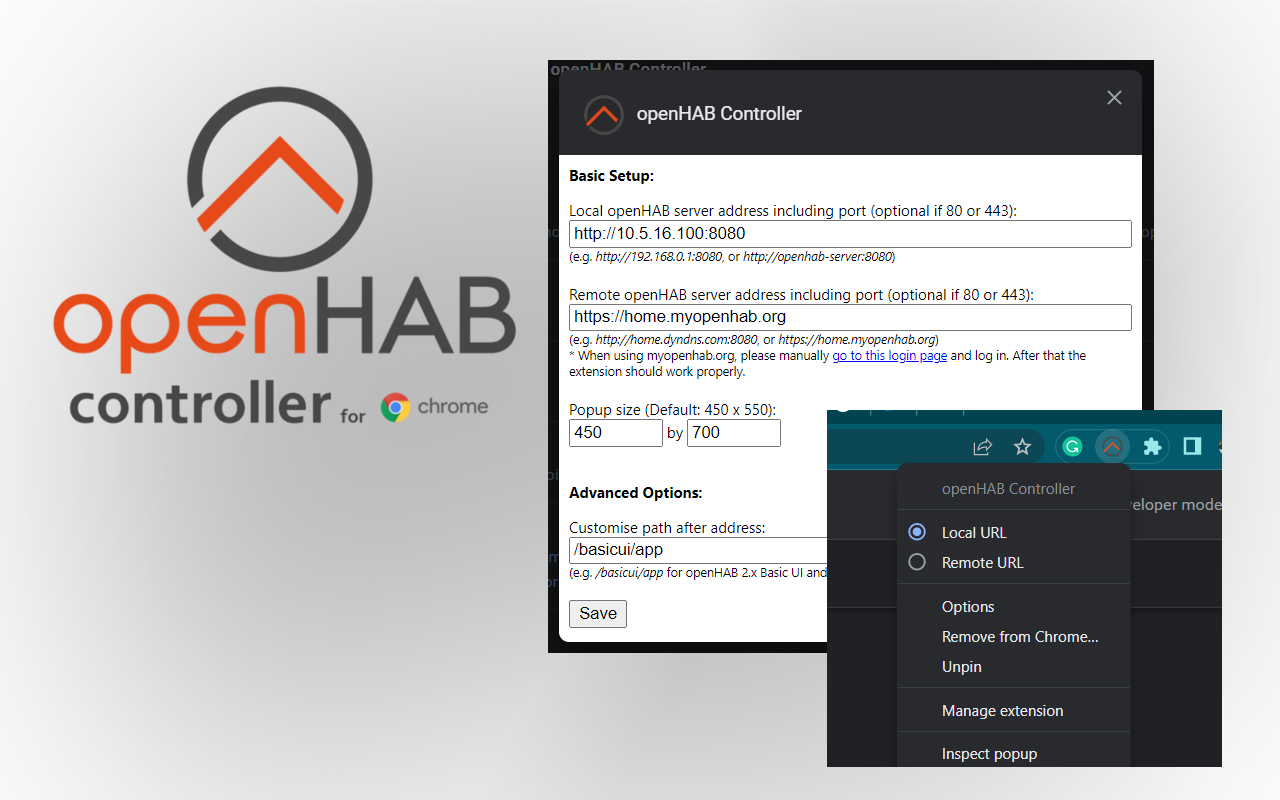 openHAB
controller for chrome
openHAB Controller
openHAB Controller
Basic Setup:
Local openHAB server address including port (optional if 80 or 443):
http://10.5.16.100:8080
(e.g. http://192.168.0.1:8080, or http://openhab-server:8080)
Remote openHAB server address including port (optional if 80 or 443):
https://home.myopenhab.org
(e.g. http://home.dyndns.com:8080, or https://home.myopenhab.org)
* When using myopenhab.org, please manually go to this login page and log in. After that the
extension should work properly.
Popup size (Default: 450 x 550):
450 by 700
Advanced Options:
Customise path after address:
/basicui/app
(e.g. /basicui/app for openHAB 2.x Basic UI and
Save
openHAB Controller
veloper mode
Local URL
Remote URL
Options
Remove from Chrome...
Unpin
Manage extension
Inspect popup